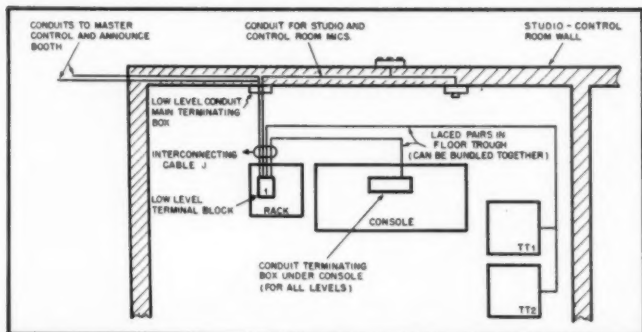 CONDUITS TO MASTER
CONTROL AND ANNOUNCE
BOOTH
CONDUIT FOR STUDIO AND
CONTROL ROOM MICS.
STUDIO - CONTROL
ROOM WALL
LOW LEVEL CONDUIT
MAIN TERMINATING
BOX
INTERCONNECTING
CABLE J
LOW LEVEL
TERMINAL BLOCK
1
RACK
LACED PAIRS IN
FLOOR TROUGH
(CAN BE BUNDLED TOGETHER)
CONSOLE
CONDUIT TERMINATING
BOX UNDER CONSOLE
(FOR ALL LEVELS)
TT1
TT2